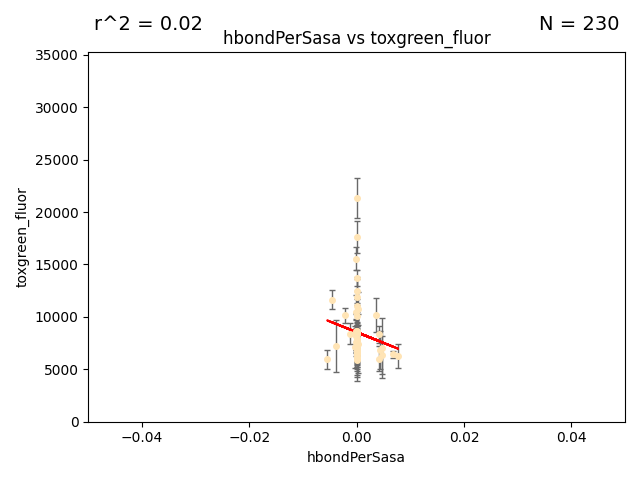 r^2 = 0.02
N = 230
hbondPerSasa vs toxgreen_fluor
35000
30000
25000
20000
15000
10000
5000
0
toxgreen_fluor
−0.04
−0.02
0.00
0.02
0.04
hbondPerSasa